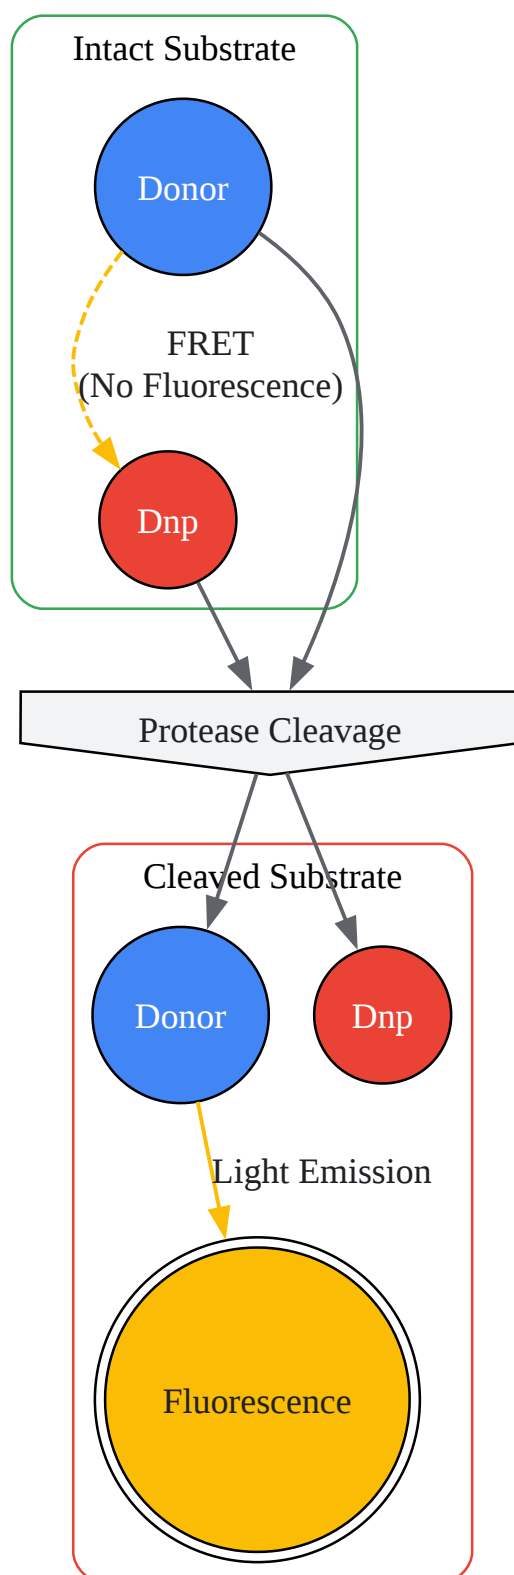 Intact Substrate
Donor
FRET
(No Fluorescence)
Dnp
Protease Cleavage
Cleaved Substrate
Donor
Dnp
Light Emission
Fluorescence